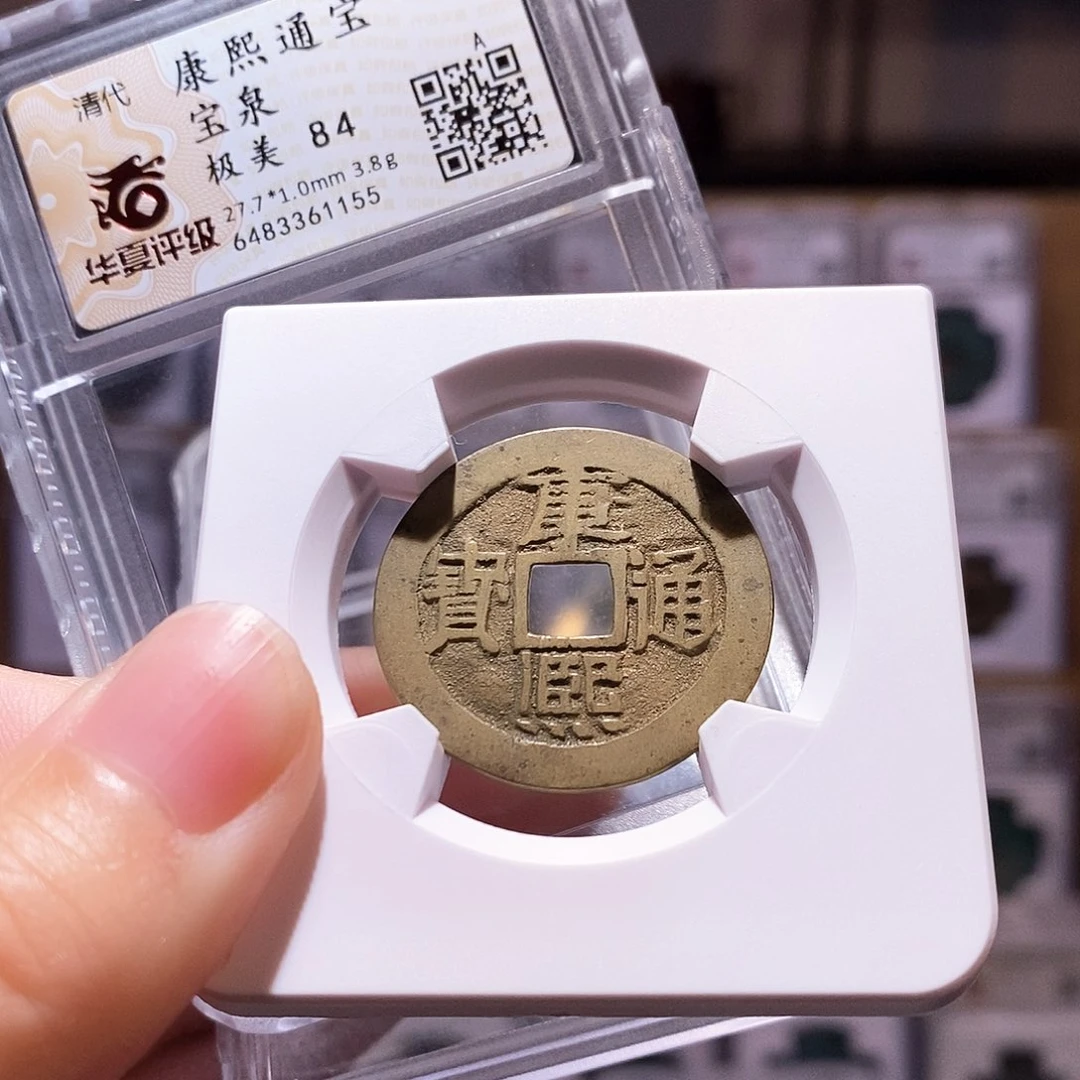 清代
康熙通宝
宝泉
极美 84
27.7*1.0mm 3.8g
6483361155
华夏评级
A
康熙通寳